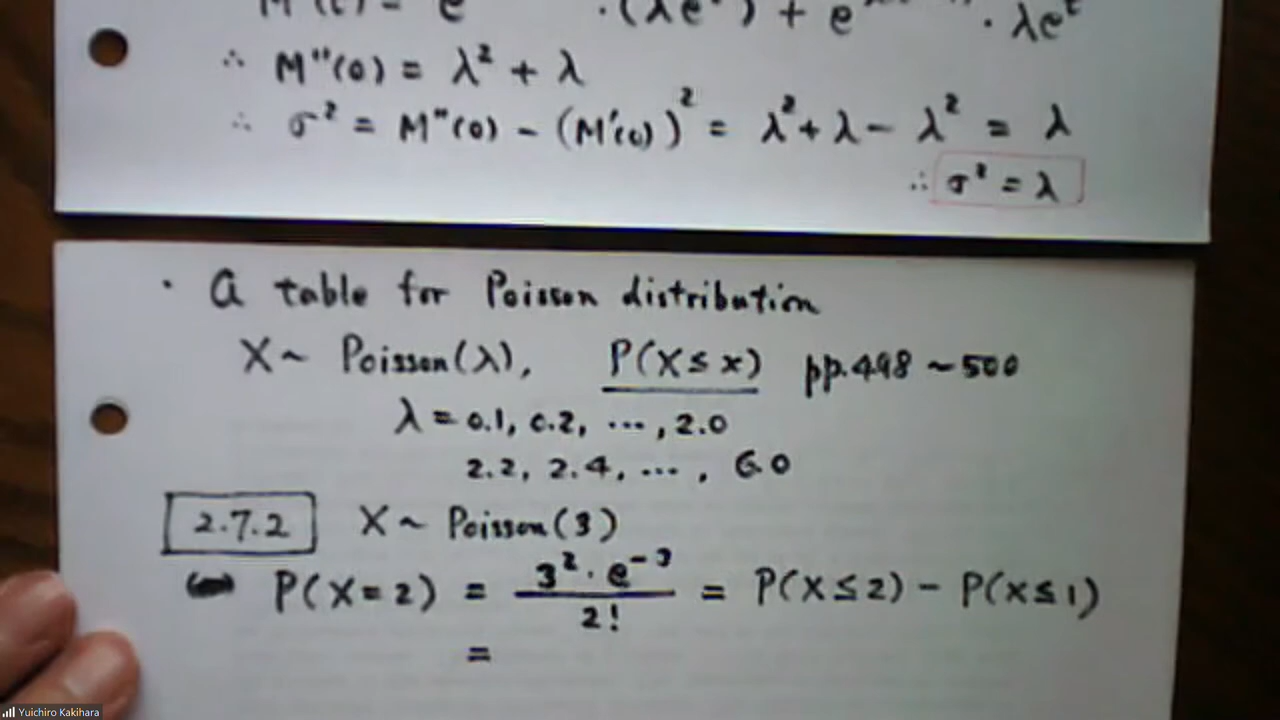 ∴ M"(0) = λ² + λ
∴ σ² = M"(0) - (M'(0))² = λ² + λ - λ² = λ
∴ σ² = λ
· A table for Poisson distribution
X ~ Poisson(λ), P(X ≤ x) pp.498 ~ 500
λ = 0.1, 0.2, ⋯, 2.0
2.2, 2.4, ⋯, 6.0
2.7.2 X ~ Poisson(3)
P(X = 2) = 3²·e⁻³ / 2! = P(X ≤ 2) - P(X ≤ 1)
=
Yuichiro Kakihara